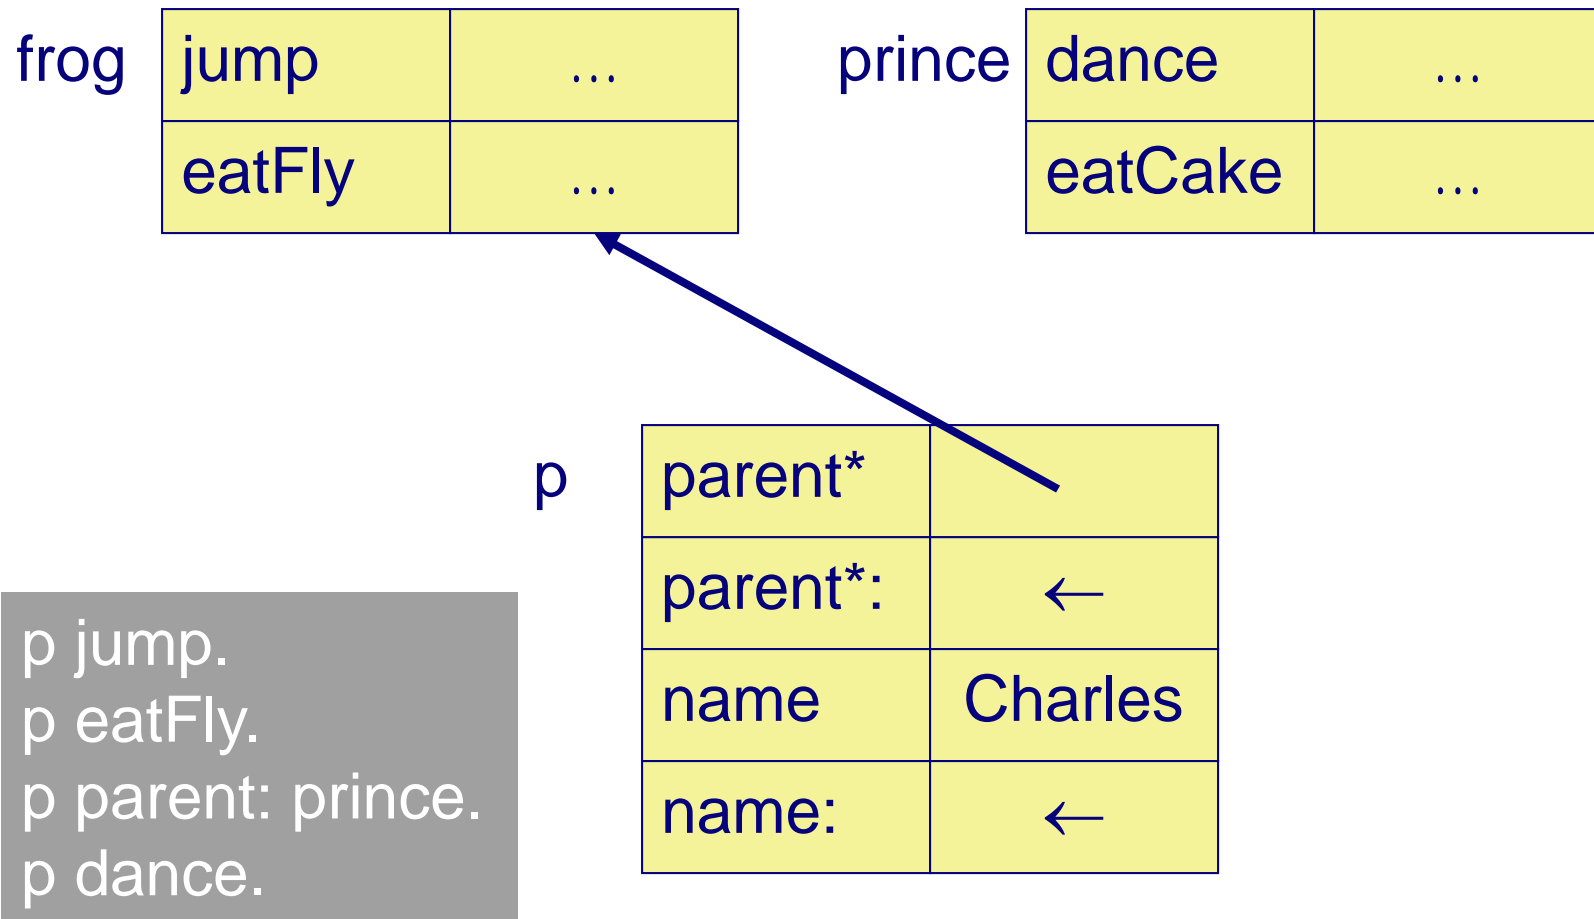 frog jump … prince dance …
eatFly … eatCake …
p parent*
parent*: ←
name Charles
name: ←
p jump.
p eatFly.
p parent: prince.
p dance.